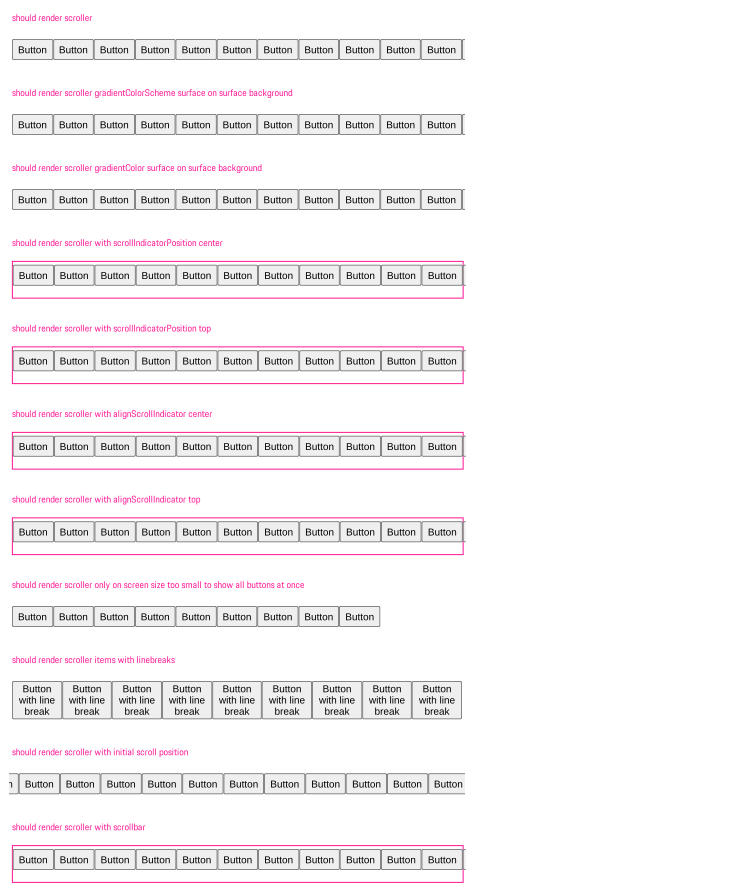 should render scroller
Button Button Button Button Button Button Button Button Button Button Button
should render scroller gradientColorScheme surface on surface background
Button Button Button Button Button Button Button Button Button Button Button
should render scroller gradientColor surface on surface background
Button Button Button Button Button Button Button Button Button Button Button
should render scroller with scrollIndicatorPosition center
Button Button Button Button Button Button Button Button Button Button Button
should render scroller with scrollIndicatorPosition top
Button Button Button Button Button Button Button Button Button Button Button
should render scroller with alignScrollIndicator center
Button Button Button Button Button Button Button Button Button Button Button
should render scroller with alignScrollIndicator top
Button Button Button Button Button Button Button Button Button Button Button
should render scroller only on screen size too small to show all buttons at once
Button Button Button Button Button Button Button Button Button
should render scroller items with linebreaks
Button Button Button Button Button Button Button Button Button
with line with line with line with line with line with line with line with line with line
break break break break break break break break break
should render scroller with initial scroll position
n Button Button Button Button Button Button Button Button Button Button Button
should render scroller with scrollbar
Button Button Button Button Button Button Button Button Button Button Button